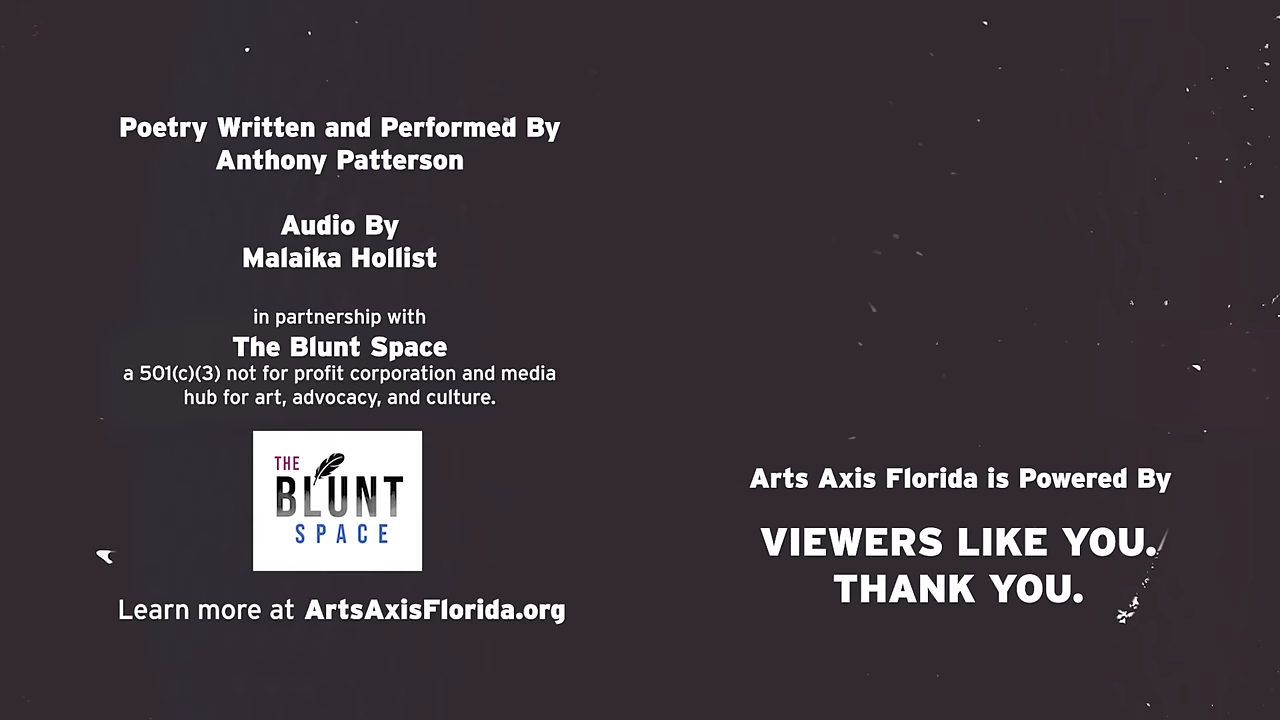 Poetry Written and Performed By
Anthony Patterson
Audio By
Malaika Hollist
in partnership with
The Blunt Space
a 501(c)(3) not for profit corporation and media
hub for art, advocacy, and culture.
THE
BLUNT
SPACE
Learn more at ArtsAxisFlorida.org
Arts Axis Florida is Powered By
VIEWERS LIKE YOU.
THANK YOU.